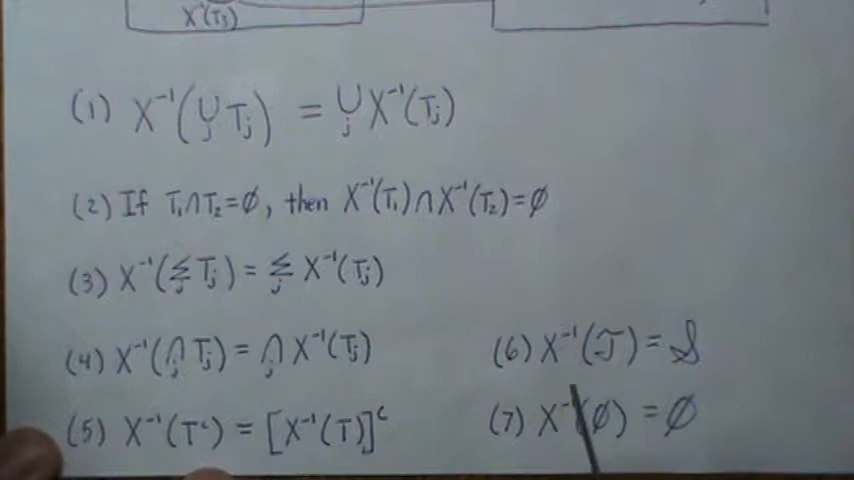 X⁻¹(T₃)
(1) X⁻¹(⋃ⱼ Tⱼ) = ⋃ⱼ X⁻¹(Tⱼ)
(2) If T₁∩T₂=∅, then X⁻¹(T₁)∩X⁻¹(T₂)=∅
(3) X⁻¹(∑ⱼ Tⱼ) = ∑ⱼ X⁻¹(Tⱼ)
(4) X⁻¹(⋂ⱼ Tⱼ) = ⋂ⱼ X⁻¹(Tⱼ)
(5) X⁻¹(Tᶜ) = [X⁻¹(T)]ᶜ
(6) X⁻¹(𝒯) = 𝒮
(7) X⁻¹(∅) = ∅